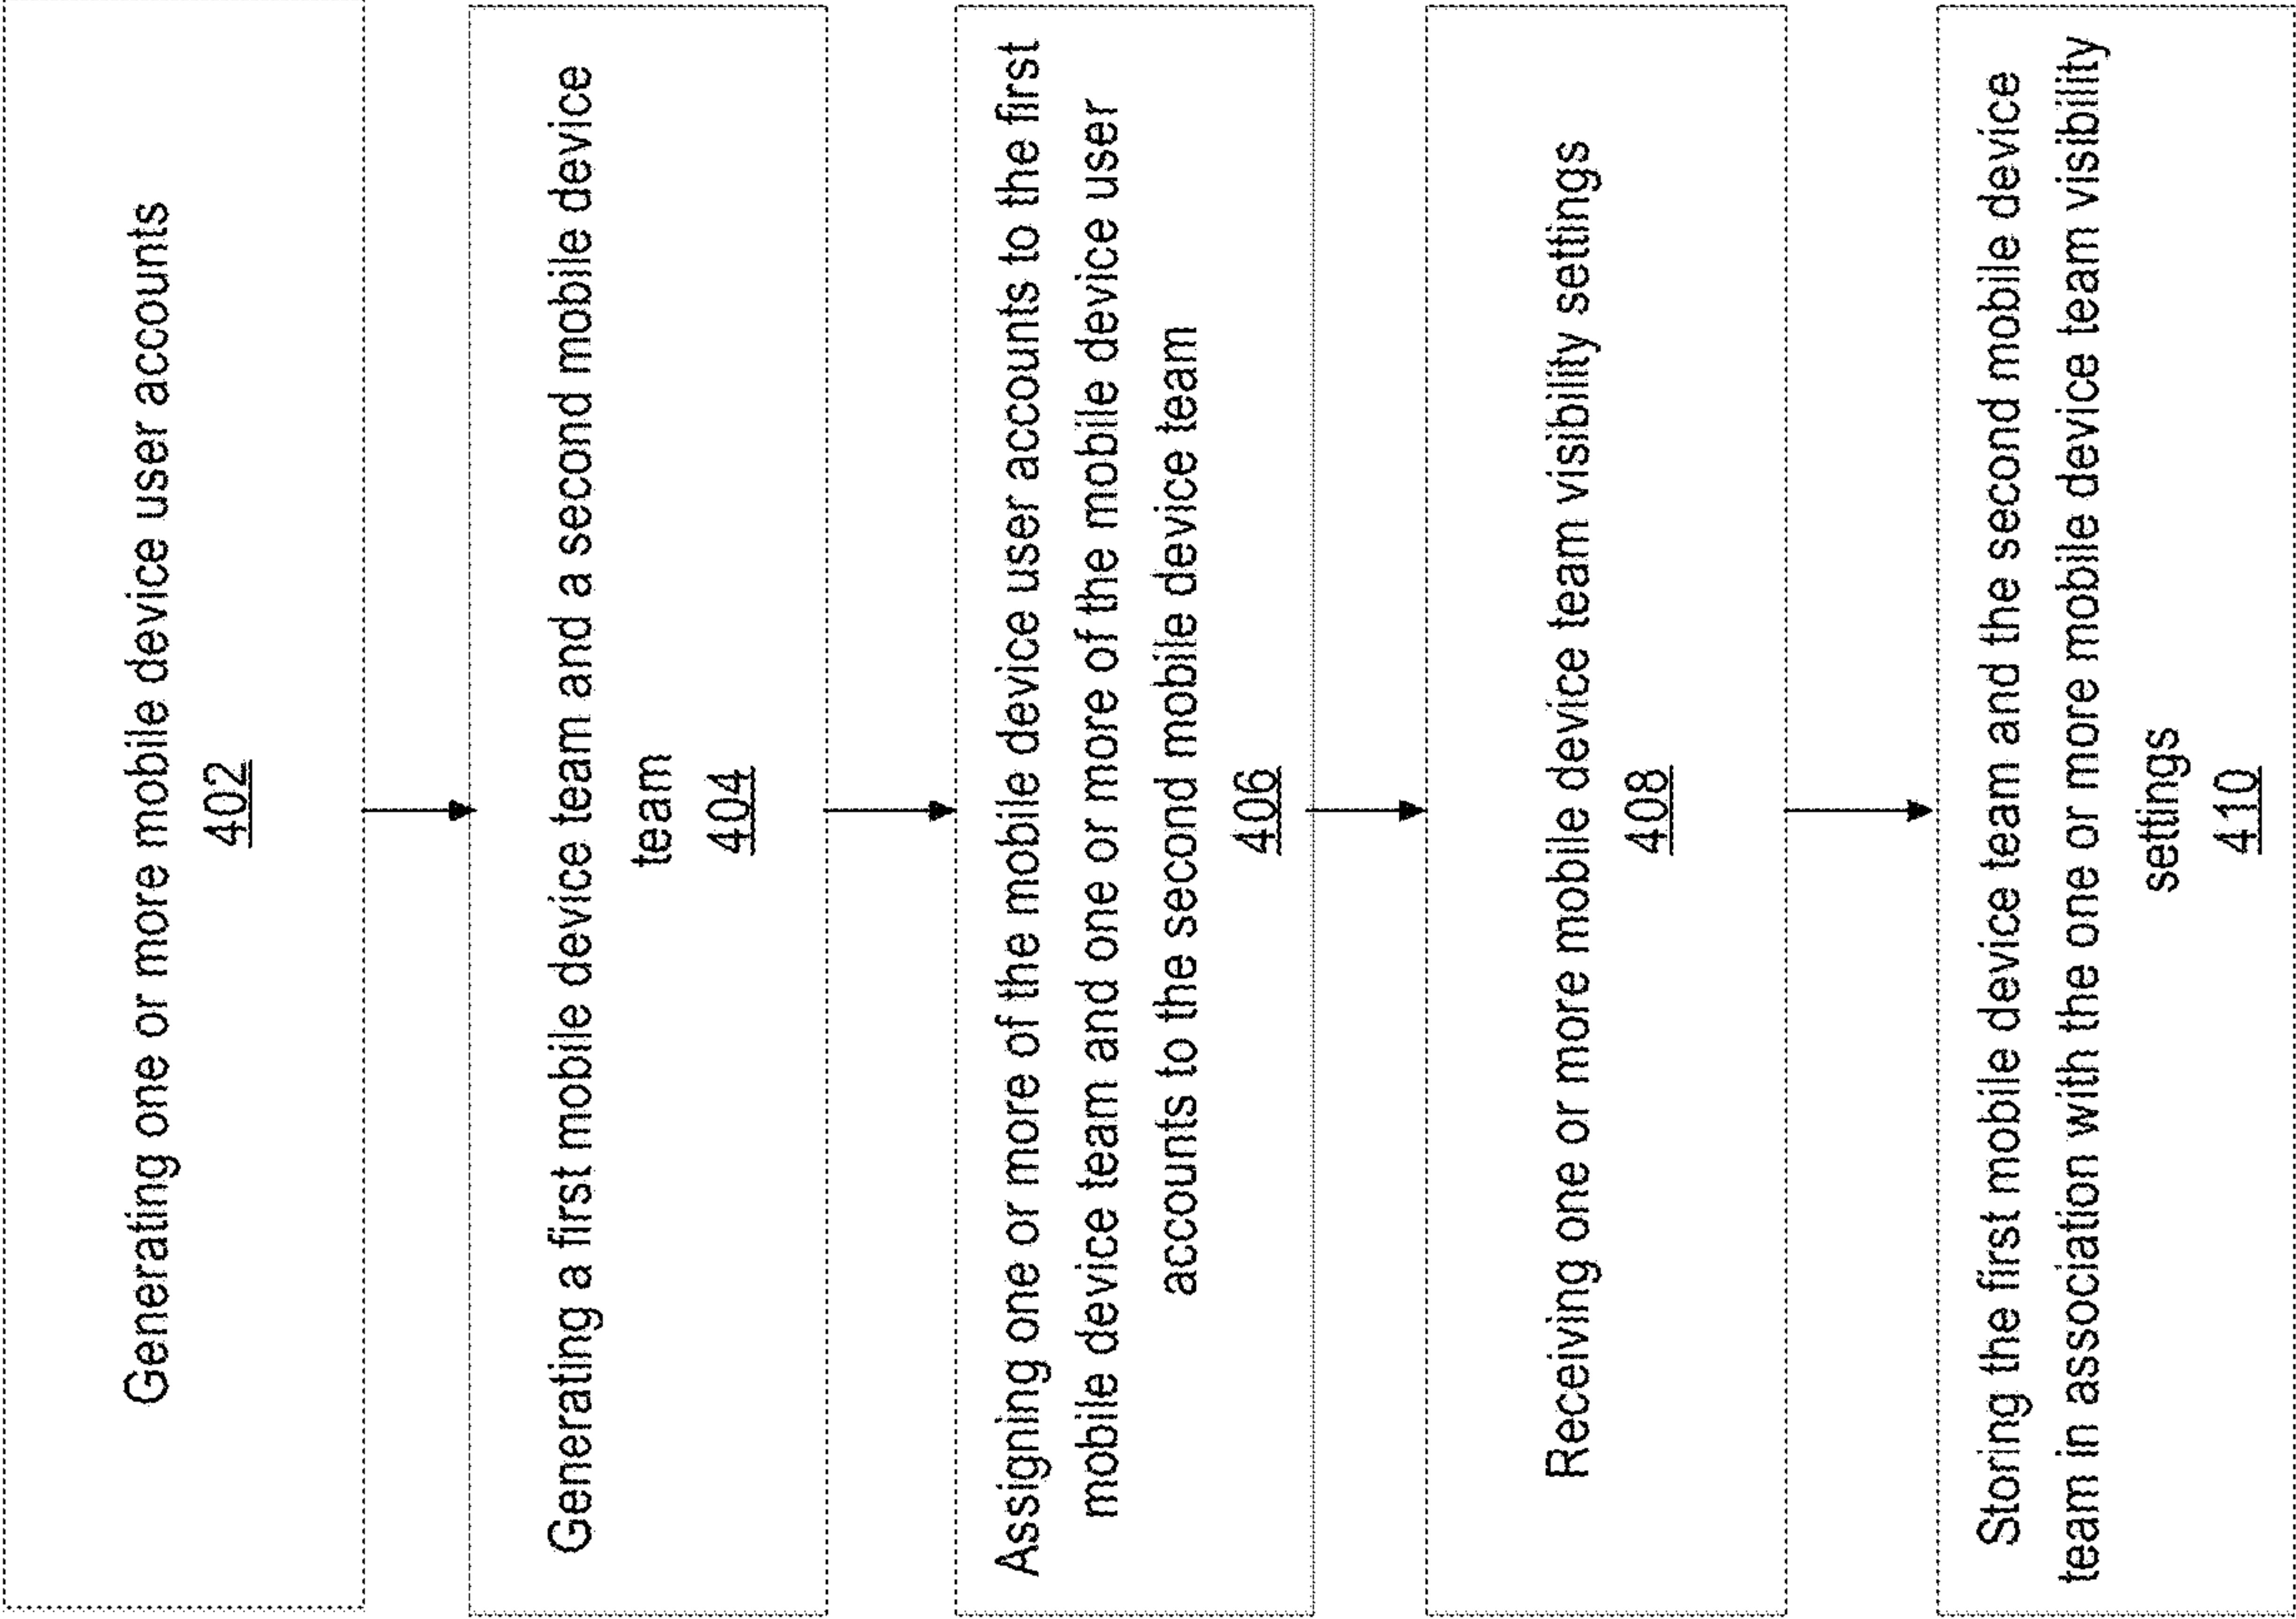 Generating one or more mobile device user accounts
402
Generating a first mobile device team and a second mobile device
team
404
Assigning one or more of the mobile device user accounts to the first
mobile device team and one or more of the mobile device user
accounts to the second mobile device team
406
Receiving one or more mobile device team visibility settings
408
Storing the first mobile device team and the second mobile device
team in association with the one or more mobile device team visibility
settings
410